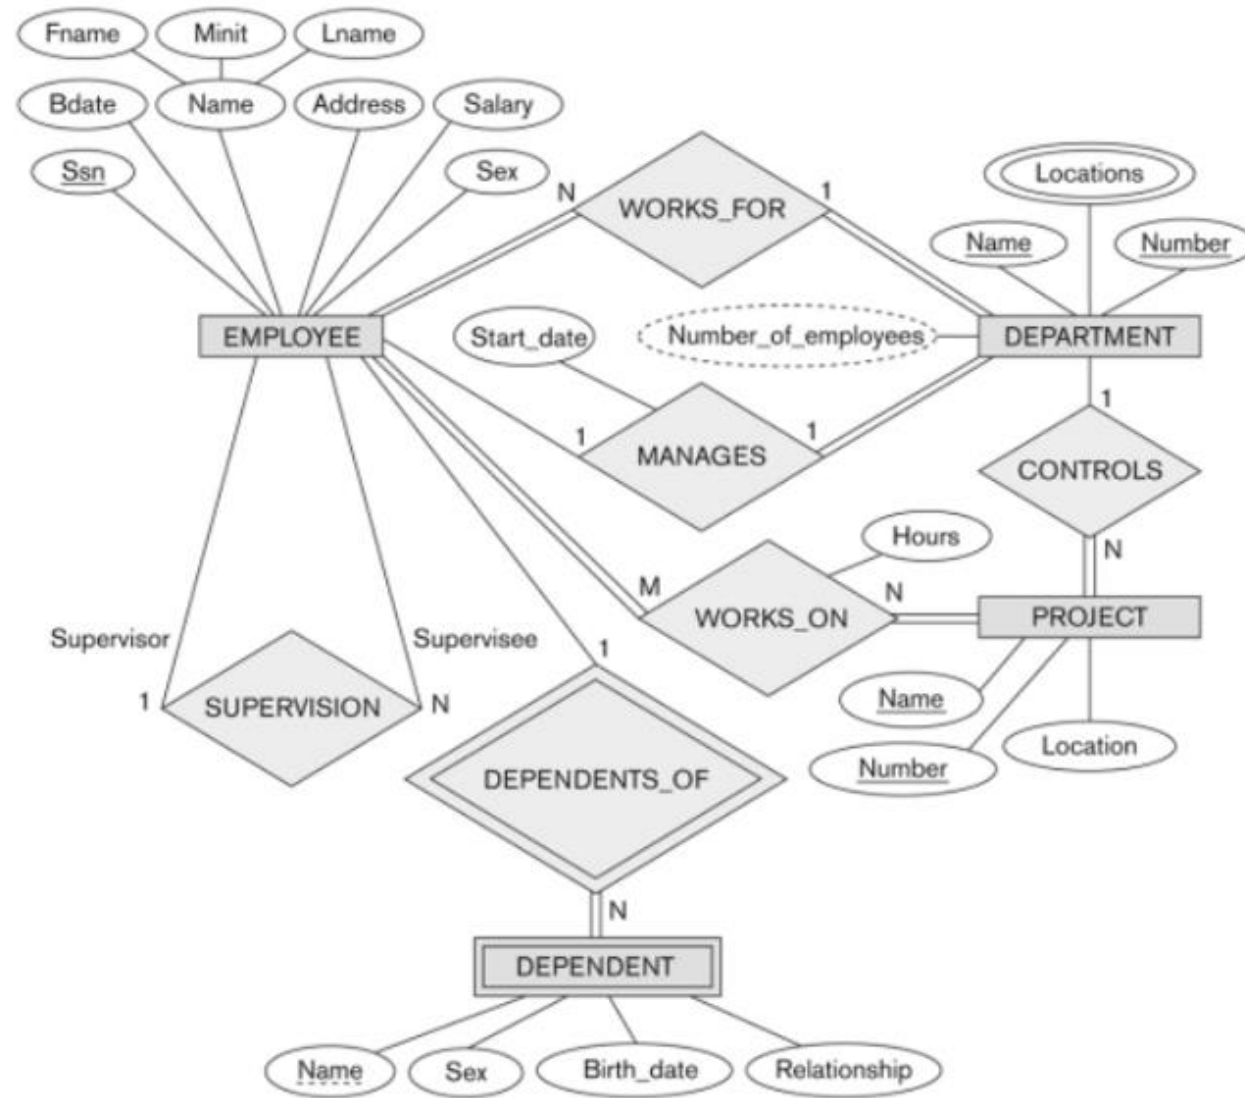 Fname
Minit
Lname
Bdate
Name
Address
Salary
Ssn
Sex
Locations
Name
Number
N
WORKS_FOR
1
EMPLOYEE
Start_date
Number_of_employees
DEPARTMENT
1
MANAGES
1
1
CONTROLS
N
Hours
M
WORKS_ON
N
PROJECT
Supervisor
Supervisee
1
1
SUPERVISION
N
Name
Number
Location
DEPENDENTS_OF
N
DEPENDENT
Name
Sex
Birth_date
Relationship